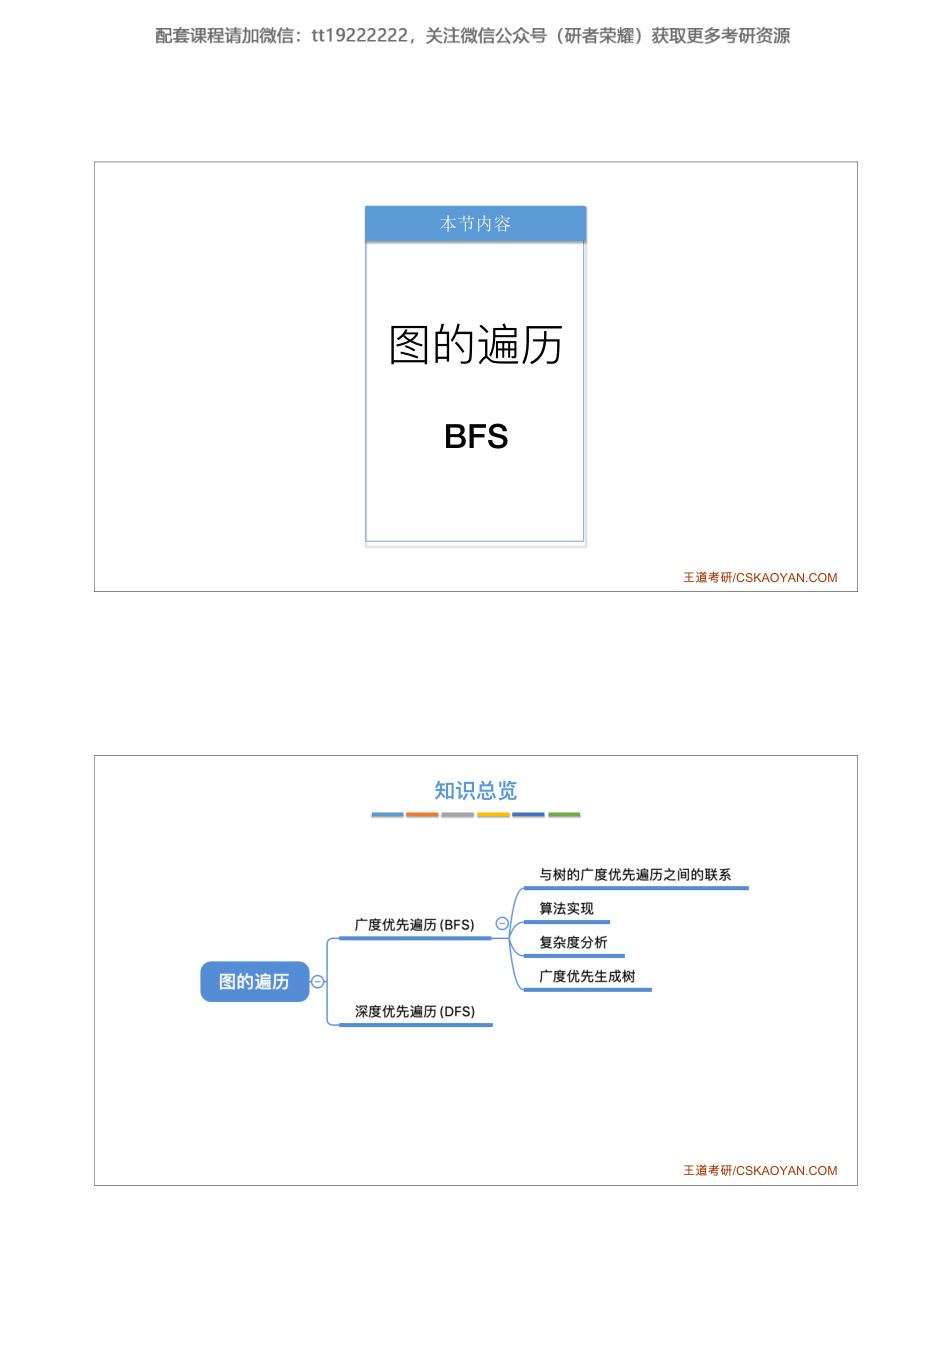 配套课程请加微信：tt19222222，关注微信公众号（研者荣耀）获取更多考研资源
本节内容
图的遍历
BFS
王道考研/CSKAOYAN.COM
知识总览
与树的广度优先遍历之间的联系
算法实现
广度优先遍历 (BFS)
复杂度分析
广度优先生成树
图的遍历
深度优先遍历 (DFS)
王道考研/CSKAOYAN.COM